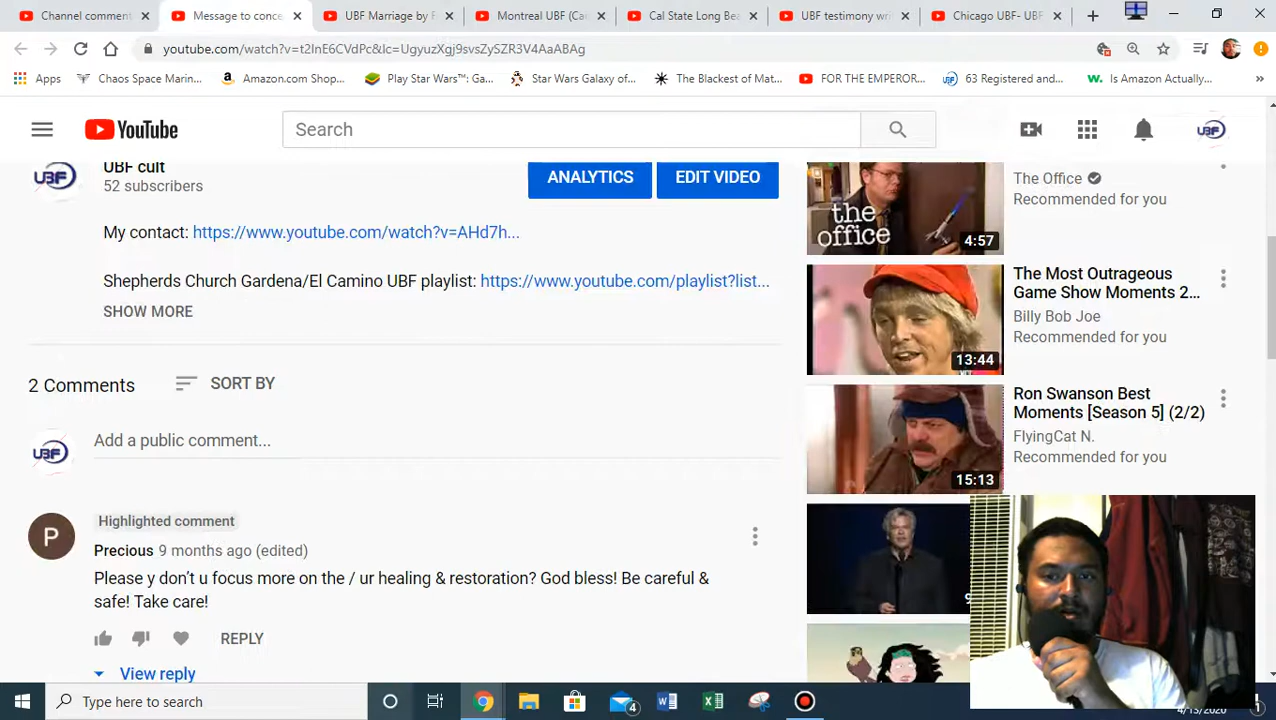 Channel comment
Message to conce
UBF Marriage by
Montreal UBF (Ca
Cal State Long Bea
UBF testimony wr
Chicago UBF- UBF
youtube.com/watch?v=t2InE6CVdPc&lc=UgyuzXgj9svsZySZR3V4AaABAg
Apps
Chaos Space Marin...
Amazon.com Shop...
Play Star Wars™: Ga...
Star Wars Galaxy of...
The Blackest of Mat...
FOR THE EMPEROR...
63 Registered and...
Is Amazon Actually...
»
YouTube
Search
UBF
UBF
UBF cult
52 subscribers
ANALYTICS
EDIT VIDEO
My contact: https://www.youtube.com/watch?v=AHd7h...
Shepherds Church Gardena/El Camino UBF playlist: https://www.youtube.com/playlist?list...
SHOW MORE
2 Comments
SORT BY
UBF
Add a public comment...
P
Highlighted comment
Precious 9 months ago (edited)
Please y don't u focus more on the / ur healing & restoration? God bless! Be careful &
safe! Take care!
REPLY
View reply
the
office
4:57
The Office
Recommended for you
13:44
The Most Outrageous
Game Show Moments 2...
Billy Bob Joe
Recommended for you
15:13
Ron Swanson Best
Moments [Season 5] (2/2)
FlyingCat N.
Recommended for you
Type here to search
4
4/13/2020